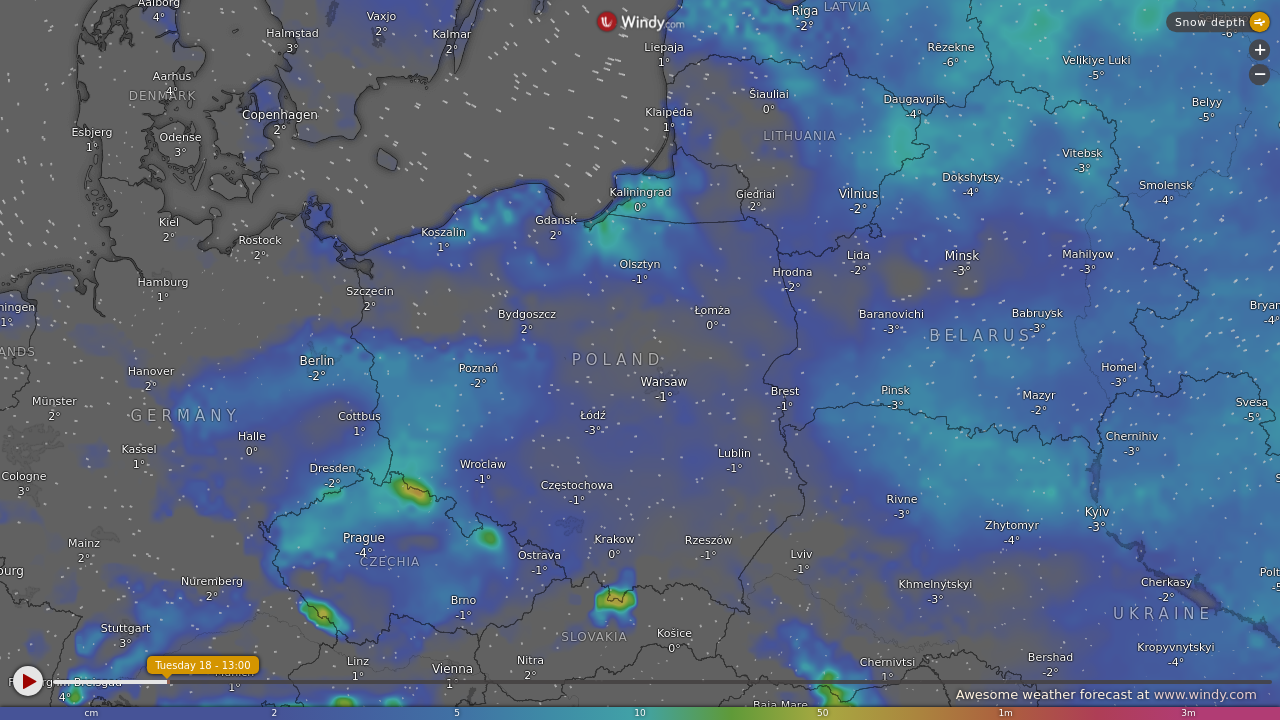 Aalborg
4°
Vaxjo
2°
Halmstad
3°
Kalmar
2°
Windy.com
Riga
-2°
LATVIA
Snow depth
-6°
Liepaja
1°
Rēzekne
-6°
Velikiye Luki
-5°
Aarhus
4°
DENMARK
Copenhagen
2°
Esbjerg
1°
Odense
3°
Klaipėda
1°
Šiauliai
0°
LITHUANIA
Daugavpils
-4°
Belyy
-5°
Vitebsk
-3°
Kaliningrad
0°
Giedriai
2°
Vilnius
-2°
Dokshytsy
-4°
Smolensk
-4°
Kiel
2°
Rostock
2°
Koszalin
1°
Gdansk
2°
Olsztyn
-1°
Hrodna
-2°
Lida
-2°
Minsk
-3°
Mahilyow
-3°
Hamburg
1°
Szczecin
2°
Bydgoszcz
2°
Łomża
0°
Baranovichi
-3°
Babruysk
-3°
BELARUS
-4°
1°
Berlin
-2°
Poznań
-2°
POLAND
Warsaw
-1°
Hanover
2°
Münster
2°
GERMANY
Cottbus
1°
Łódź
-3°
Brest
-1°
Pinsk
-3°
Mazyr
-2°
Homel
-3°
Svesa
-5°
Kassel
1°
Halle
0°
Cologne
3°
Dresden
-2°
Wroclaw
-1°
Częstochowa
-1°
Lublin
-1°
Chernihiv
-3°
Rivne
-3°
Zhytomyr
-4°
Kyiv
-3°
Mainz
2°
Prague
-4°
CZECHIA
Ostrava
-1°
Krakow
0°
Rzeszow
-1°
Lviv
-1°
Khmelnytskyi
-3°
Cherkasy
-2°
Nuremberg
2°
Brno
-1°
Stuttgart
3°
SLOVAKIA
Košice
0°
UKRAINE
Linz
1°
Vienna
1
Nitra
2°
Chernivtsi
1°
Bershad
-2°
Kropyvnytskyi
-4°
Tuesday 18 - 13:00
4°
1°
Baia Mare
Awesome weather forecast at www.windy.com
cm 2 5 10 50 1m 3m